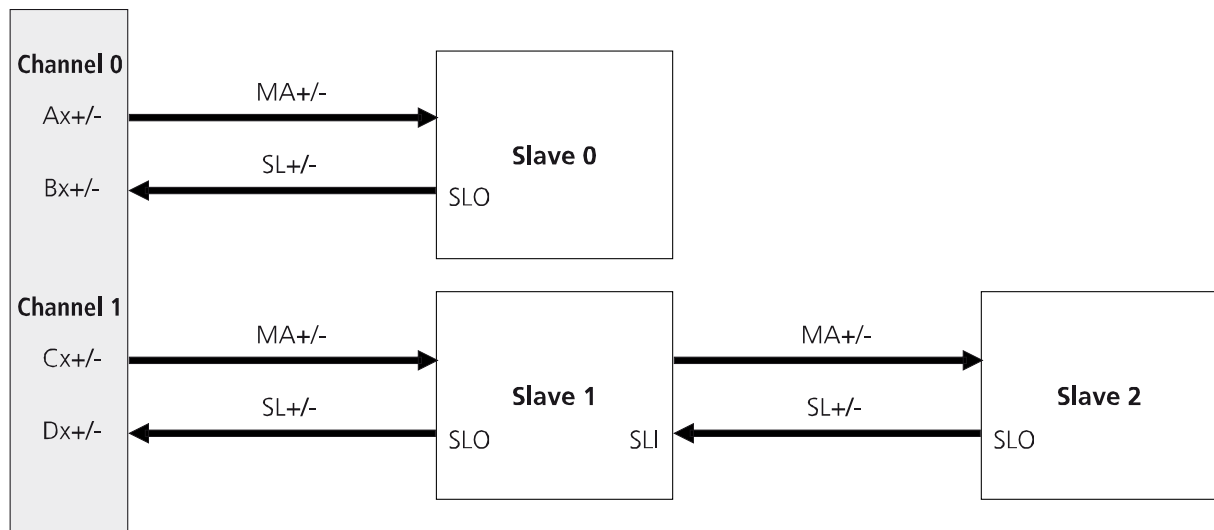 Channel 0
Ax+/-
MA+/-
Bx+/-
SL+/-
Slave 0
SLO
Channel 1
Cx+/-
MA+/-
Dx+/-
SL+/-
Slave 1
SLO
SLI
MA+/-
SL+/-
Slave 2
SLO